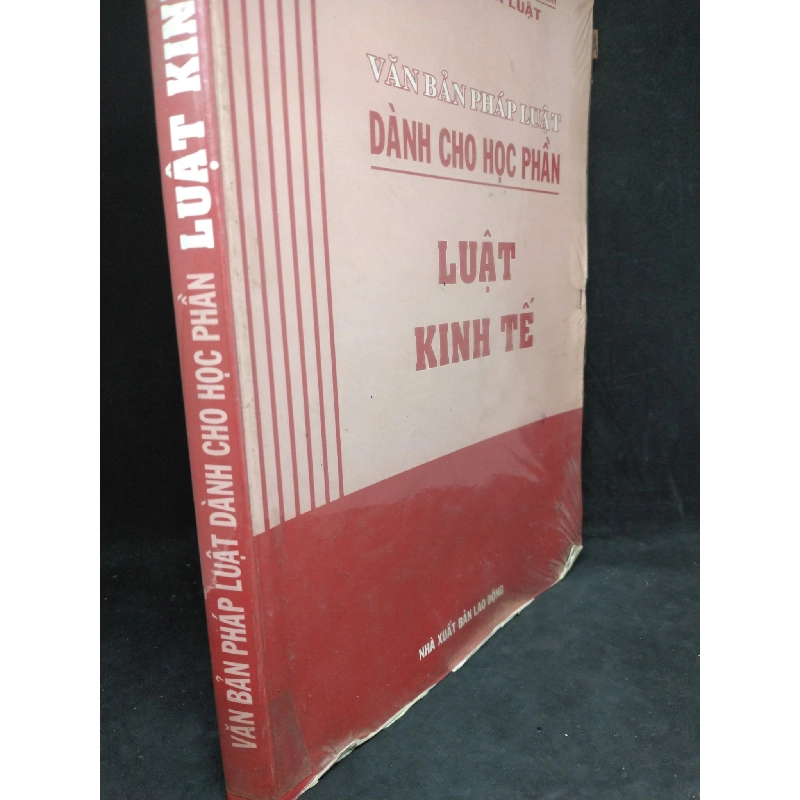 LUẬT
VĂN BẢN PHÁP LUẬT
DÀNH CHO HỌC PHẦN
LUẬT
KINH TẾ
NHÀ XUẤT BẢN LAO ĐỘNG
VĂN BẢN PHÁP LUẬT DÀNH CHO HỌC PHẦN LUẬT KIN